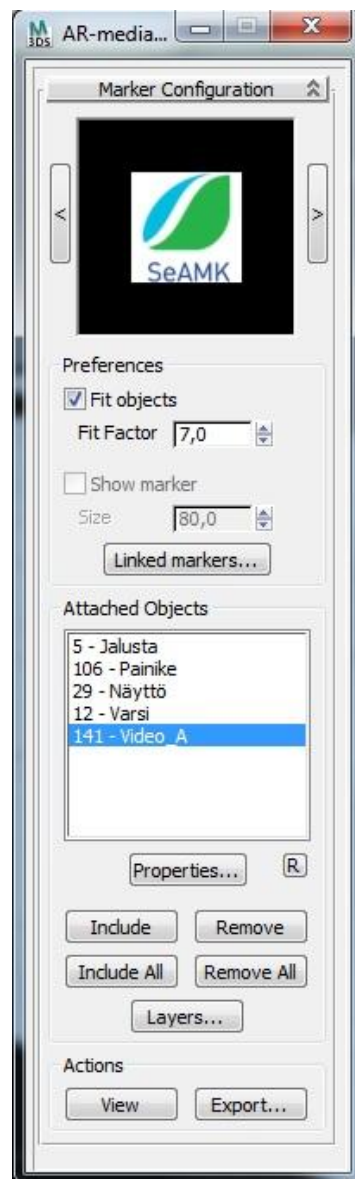 M
3DS AR-media...
Marker Configuration
<
SeAMK
>
Preferences
Fit objects
Fit Factor 7,0
Show marker
Size 80,0
Linked markers...
Attached Objects
5 - Jalusta
106 - Painike
29 - Näyttö
12 - Varsi
141 - Video_A
Properties... R
Include Remove
Include All Remove All
Layers...
Actions
View Export...